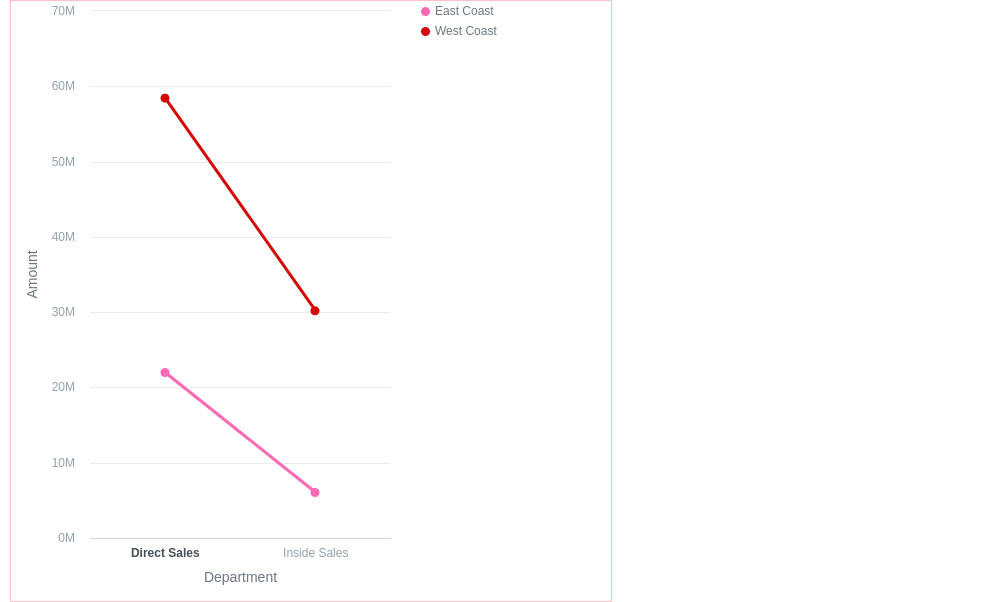 70M
60M
50M
40M
30M
20M
10M
0M
Amount
Direct Sales
Inside Sales
Department
East Coast
West Coast